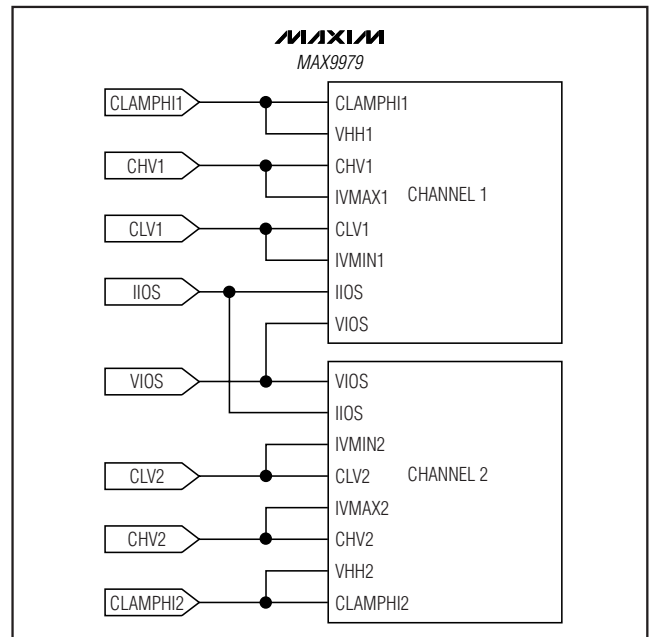 MAXIM
MAX9979
CLAMPHI1
CLAMPHI1
VHH1
CHV1
CHV1
IVMAX1
CHANNEL 1
CLV1
CLV1
IVMIN1
IIOS
IIOS
VIOS
VIOS
VIOS
IIOS
IVMIN2
CLV2
CLV2
CHANNEL 2
IVMAX2
CHV2
CHV2
VHH2
CLAMPHI2
CLAMPHI2